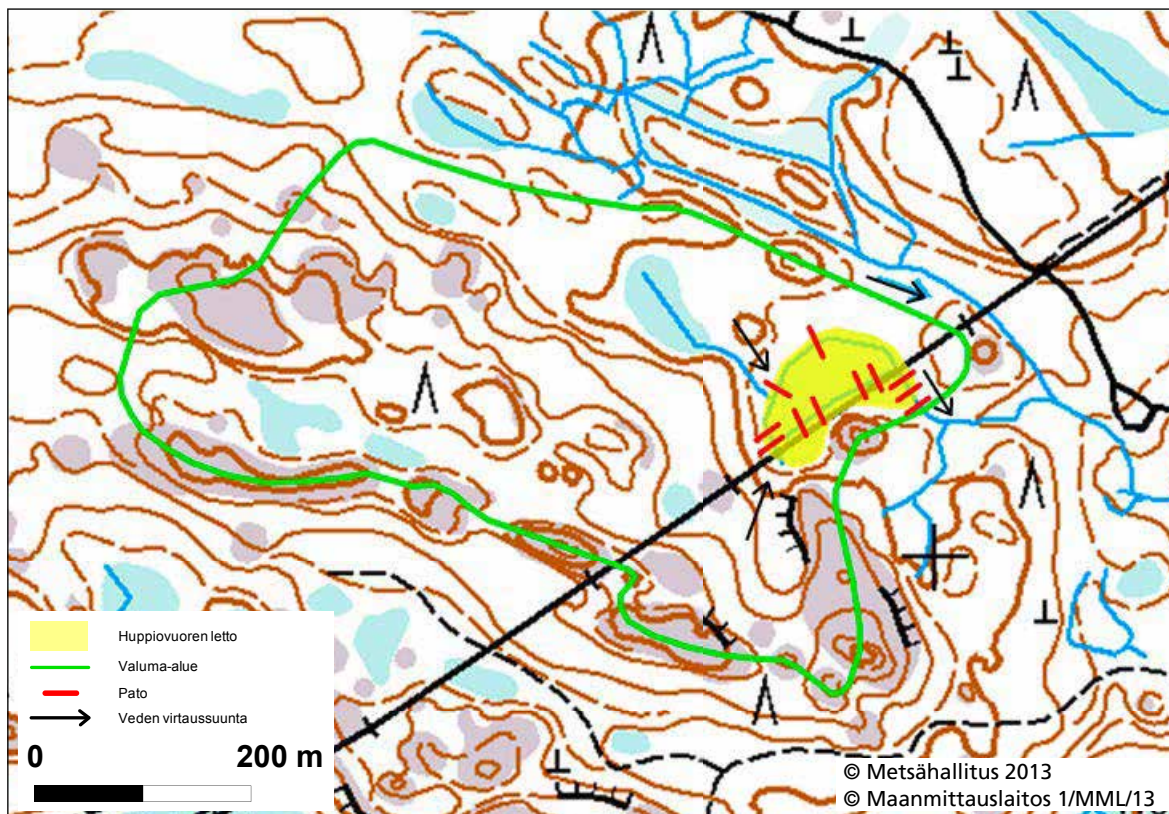 Huppiovuoren letto
Valuma-alue
Pato
Veden virtaussuunta
0 200 m
© Metsähallitus 2013
© Maanmittauslaitos 1/MML/13